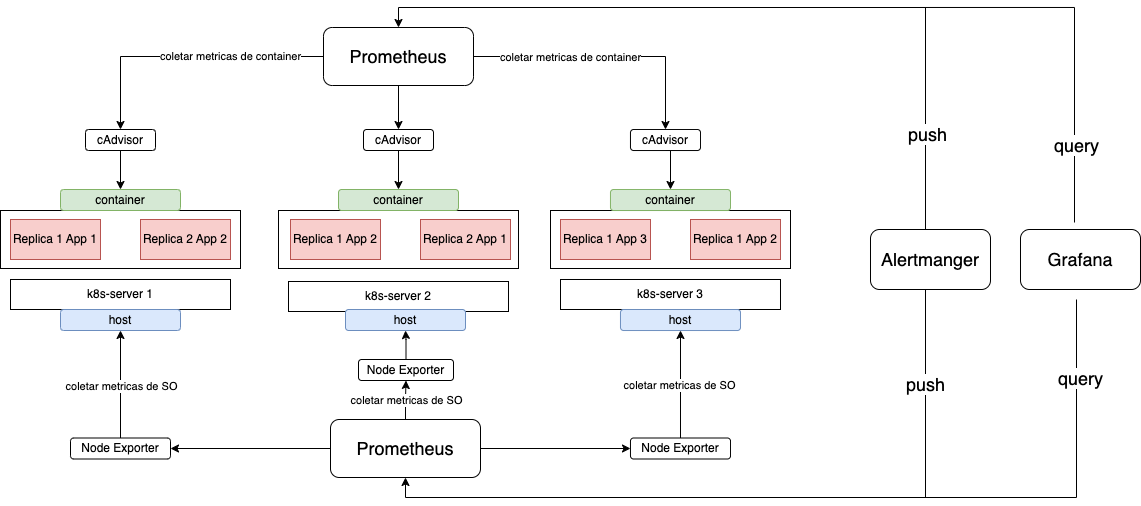 Prometheus
coletar metricas de container
coletar metricas de container
push
query
cAdvisor
cAdvisor
cAdvisor
container
container
container
Replica 1 App 1
Replica 2 App 2
Replica 1 App 2
Replica 2 App 1
Replica 1 App 3
Replica 1 App 2
Alertmanger
Grafana
k8s-server 1
k8s-server 2
k8s-server 3
host
host
host
Node Exporter
coletar metricas de SO
coletar metricas de SO
coletar metricas de SO
push
query
Node Exporter
Prometheus
Node Exporter